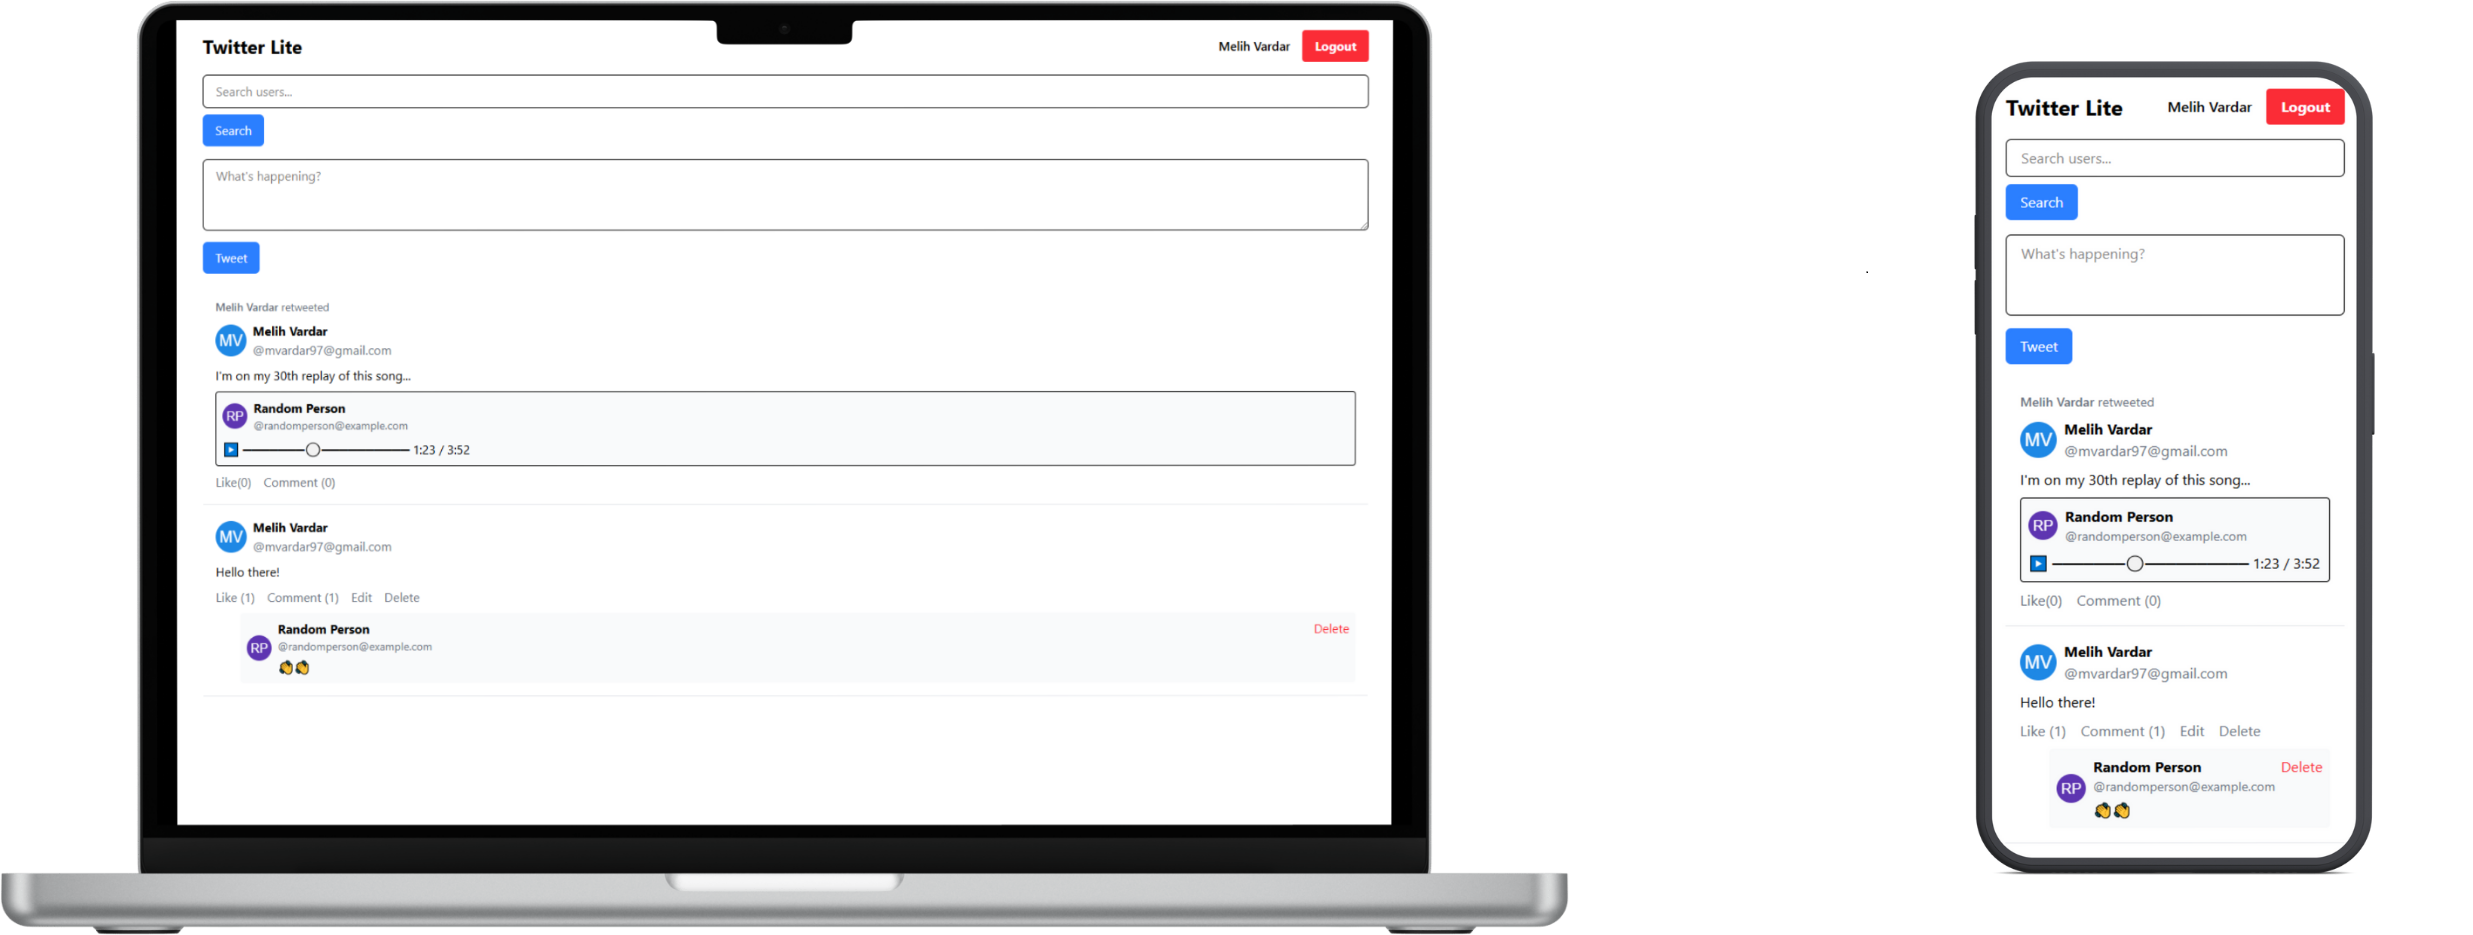 Twitter Lite Melih Vardar Logout
Search users...
Search
What's happening?
Tweet
Melih Vardar retweeted
MV Melih Vardar
@mvardar97@gmail.com
I'm on my 30th replay of this song...
RP Random Person
@randomperson@example.com
1:23 / 3:52
Like(0) Comment (0)
MV Melih Vardar
@mvardar97@gmail.com
Hello there!
Like (1) Comment (1) Edit Delete
RP Random Person Delete
@randomperson@example.com
👏👏
Twitter Lite Melih Vardar Logout
Search users...
Search
What's happening?
Tweet
Melih Vardar retweeted
MV Melih Vardar
@mvardar97@gmail.com
I'm on my 30th replay of this song...
RP Random Person
@randomperson@example.com
1:23 / 3:52
Like(0) Comment (0)
MV Melih Vardar
@mvardar97@gmail.com
Hello there!
Like (1) Comment (1) Edit Delete
RP Random Person Delete
@randomperson@example.com
👏👏